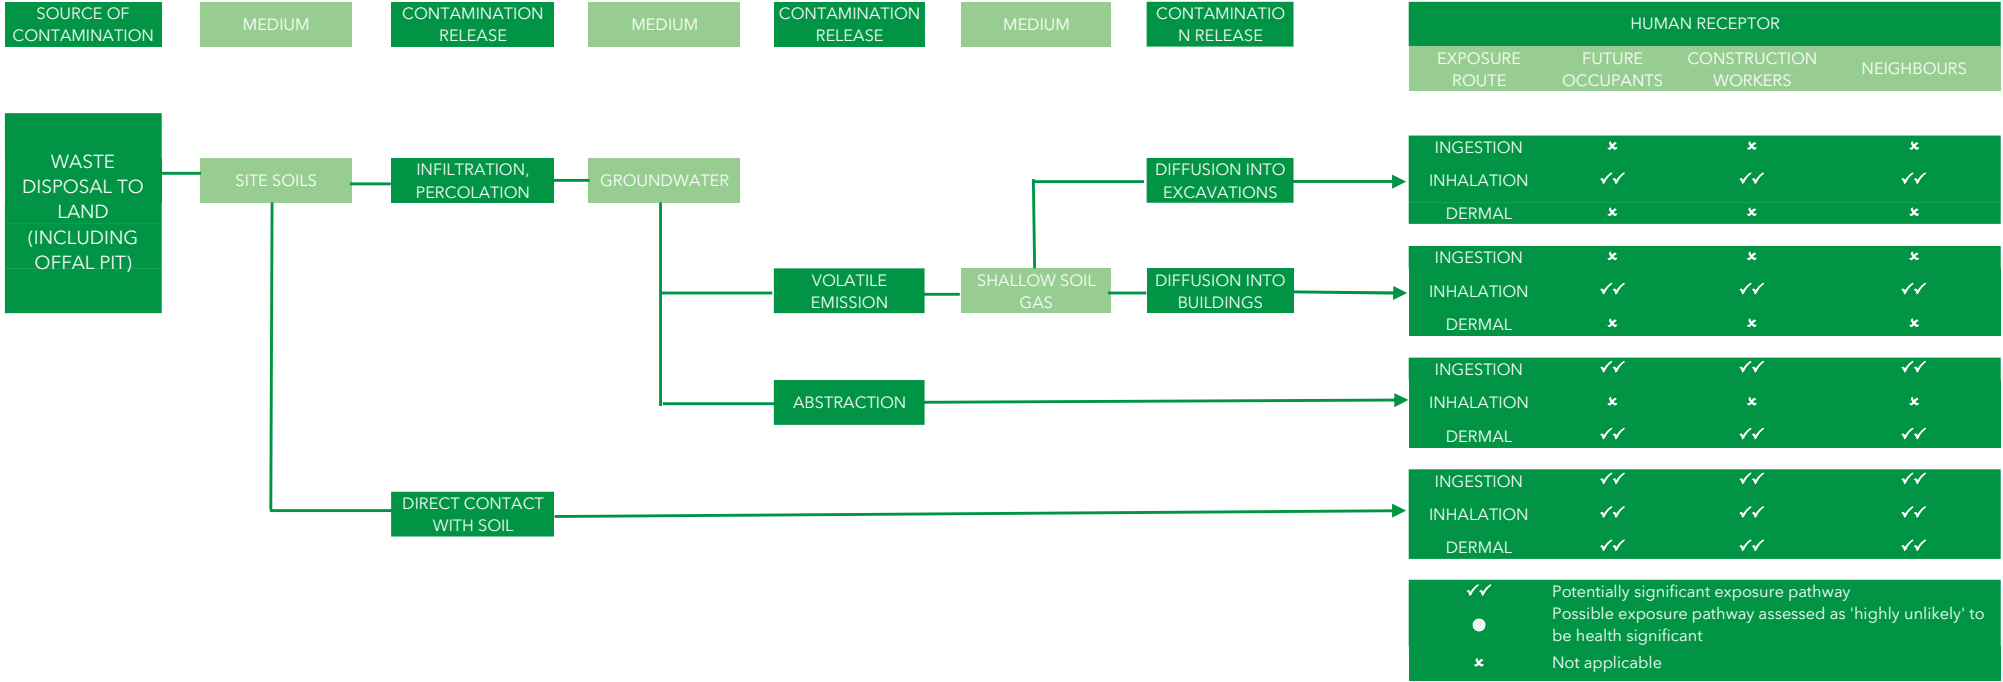 SOURCE OF
CONTAMINATION
MEDIUM
CONTAMINATION
RELEASE
MEDIUM
CONTAMINATION
RELEASE
MEDIUM
CONTAMINATIO
N RELEASE
HUMAN RECEPTOR
EXPOSURE
ROUTE
FUTURE
OCCUPANTS
CONSTRUCTION
WORKERS
NEIGHBOURS
WASTE
DISPOSAL TO
LAND
(INCLUDING
OFFAL PIT)
SITE SOILS
INFILTRATION,
PERCOLATION
GROUNDWATER
DIFFUSION INTO
EXCAVATIONS
INGESTION × × ×
INHALATION ✓✓ ✓✓ ✓✓
DERMAL × × ×
VOLATILE
EMISSION
SHALLOW SOIL
GAS
DIFFUSION INTO
BUILDINGS
INGESTION × × ×
INHALATION ✓✓ ✓✓ ✓✓
DERMAL × × ×
ABSTRACTION
INGESTION ✓✓ ✓✓ ✓✓
INHALATION × × ×
DERMAL ✓✓ ✓✓ ✓✓
DIRECT CONTACT
WITH SOIL
INGESTION ✓✓ ✓✓ ✓✓
INHALATION ✓✓ ✓✓ ✓✓
DERMAL ✓✓ ✓✓ ✓✓
✓✓ Potentially significant exposure pathway
Possible exposure pathway assessed as 'highly unlikely' to
be health significant
× Not applicable